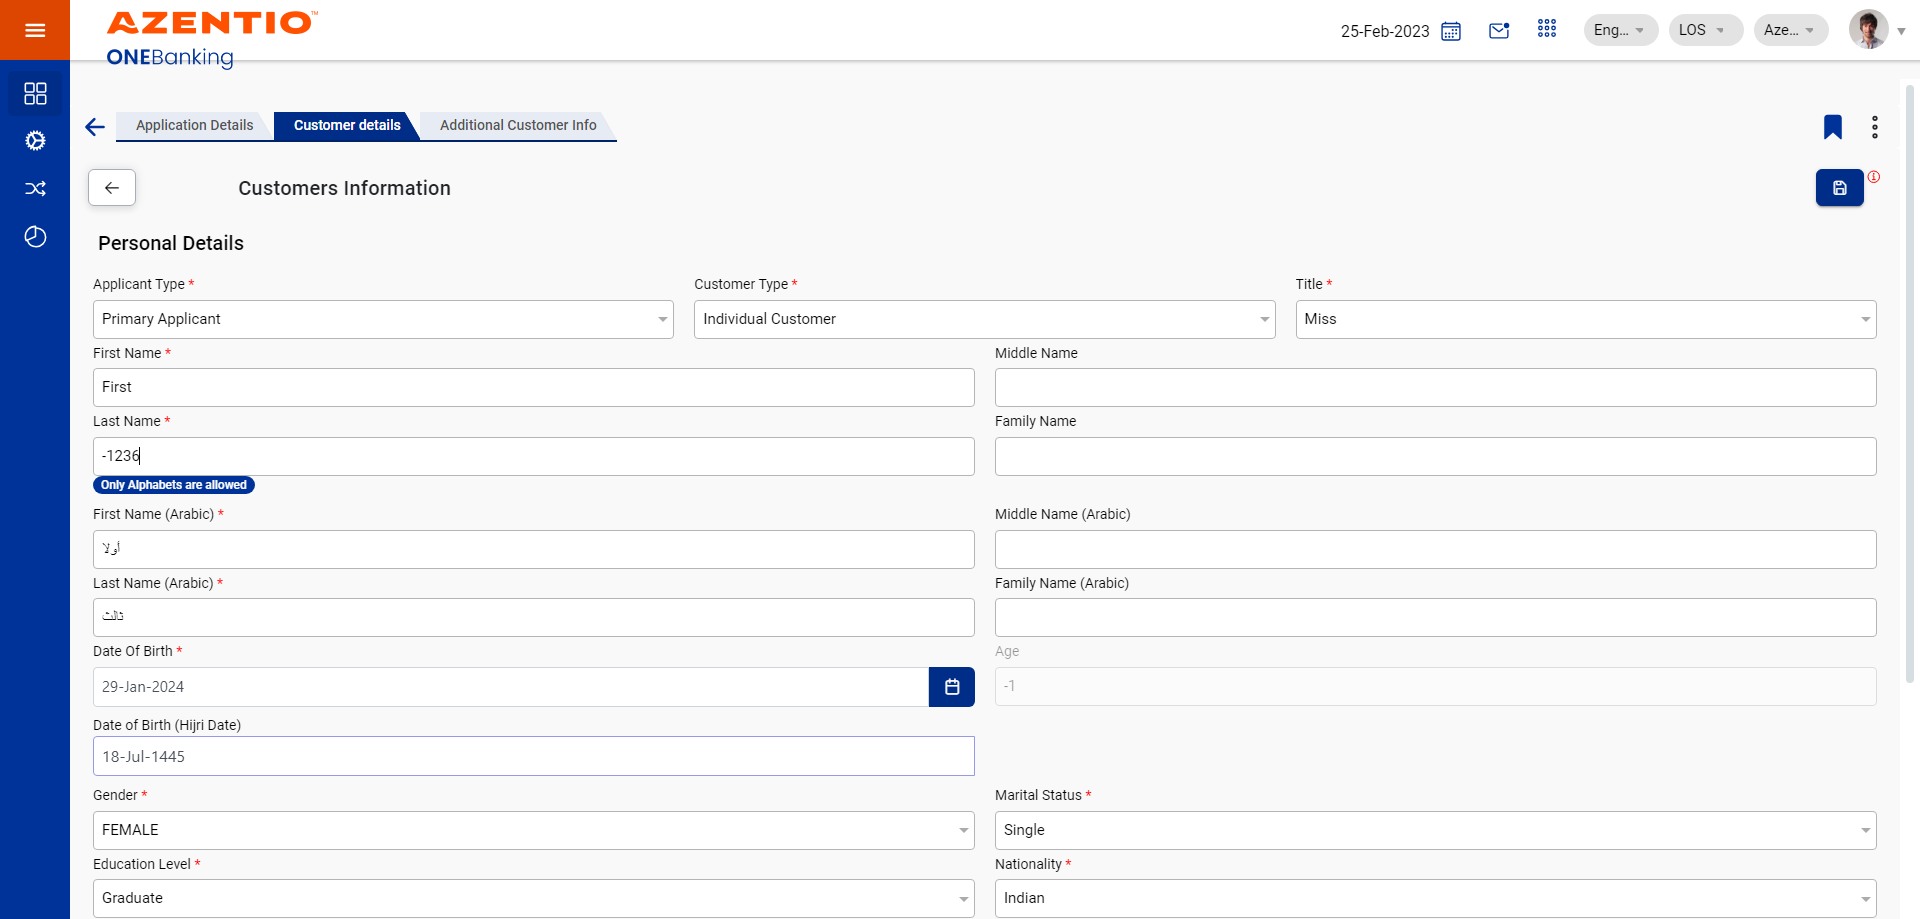 AZENTIO™
ONEBanking
25-Feb-2023
Eng...
LOS
Aze...
Application Details
Customer details
Additional Customer Info
Customers Information
Personal Details
Applicant Type *
Customer Type *
Title *
Primary Applicant
Individual Customer
Miss
First Name *
Middle Name
First
Last Name *
Family Name
-1236
Only Alphabets are allowed
First Name (Arabic) *
Middle Name (Arabic)
أولا
Last Name (Arabic) *
Family Name (Arabic)
ثالث
Date Of Birth *
Age
29-Jan-2024
-1
Date of Birth (Hijri Date)
18-Jul-1445
Gender *
Marital Status *
FEMALE
Single
Education Level *
Nationality *
Graduate
Indian